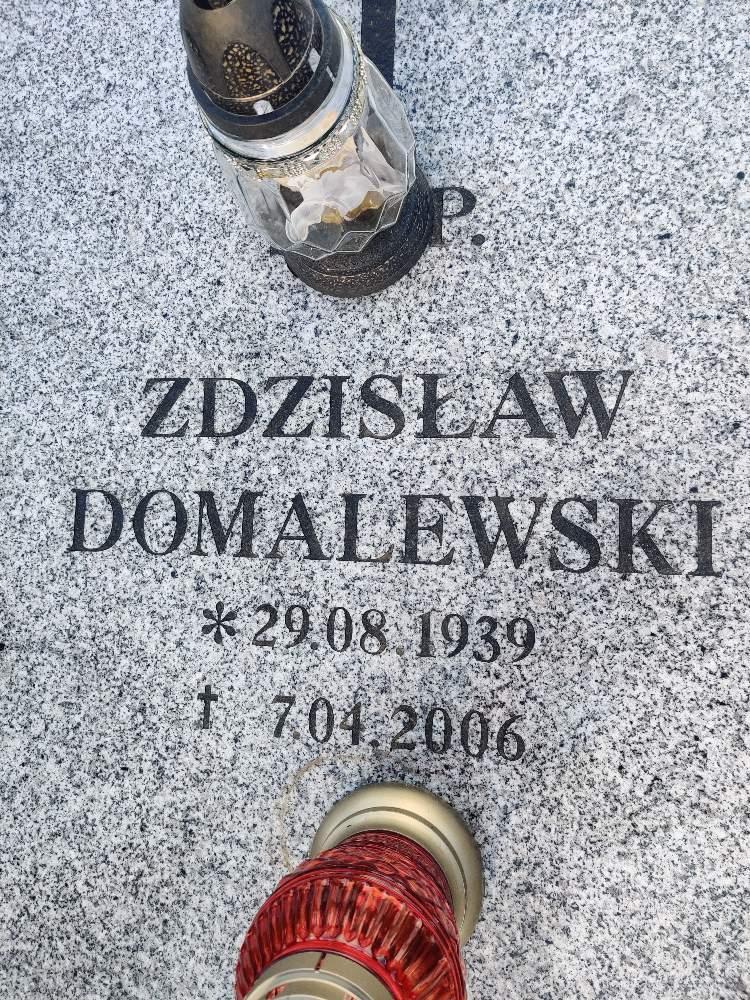 P.
ZDZISŁAW
DOMALEWSKI
* 29.08.1939
† 7.04.2006